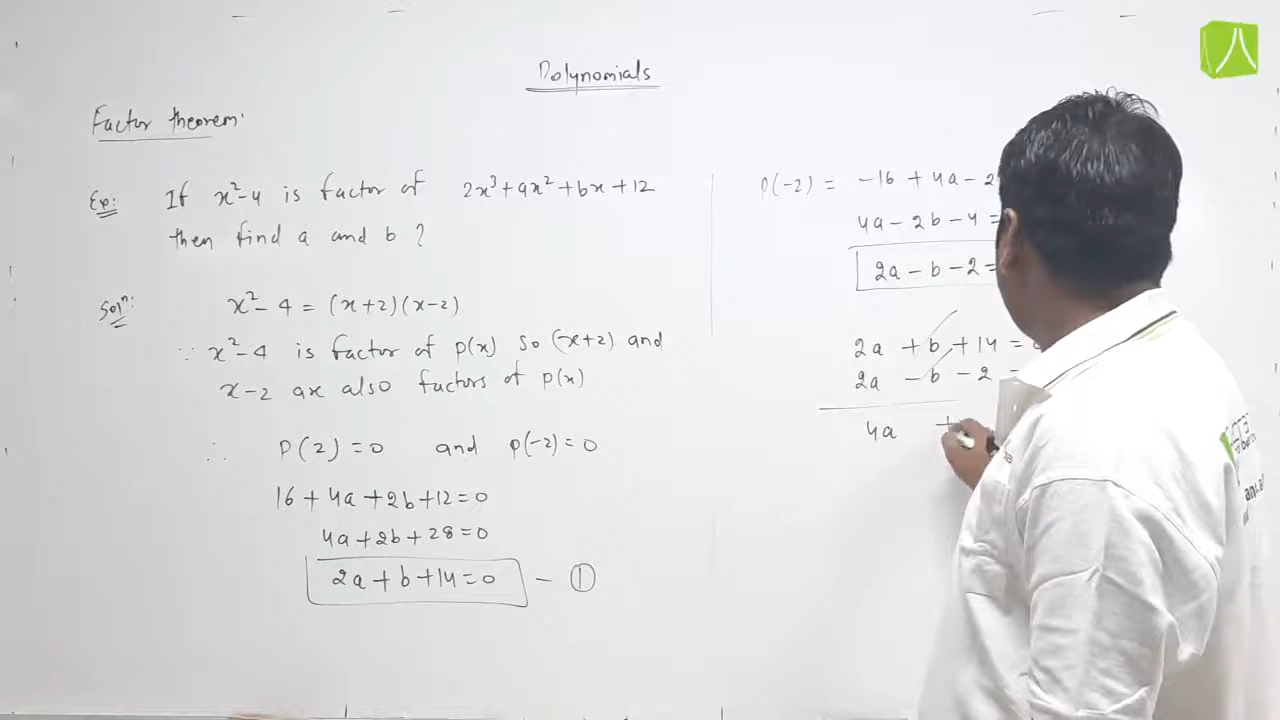 Polynomials
Factor theorem:
Ex: If x²-4 is factor of 2x³+ax²+bx+12
then find a and b ?
Solⁿ: x²-4 = (x+2)(x-2)
∵ x²-4 is factor of p(x) so (x+2) and
x-2 are also factors of p(x)
∴ P(2)=0 and p(-2)=0
16+4a+2b+12=0
4a+2b+28=0
2a+b+14=0 - ①
P(-2) = -16 + 4a - 2
4a - 2b - 4 =
2a - b - 2 =
2a + b + 14 =
2a - b - 2 =
4a +